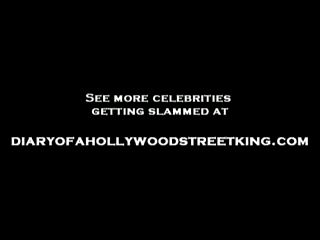 See more celebrities
getting slammed at
diaryofahollywoodstreetking.com